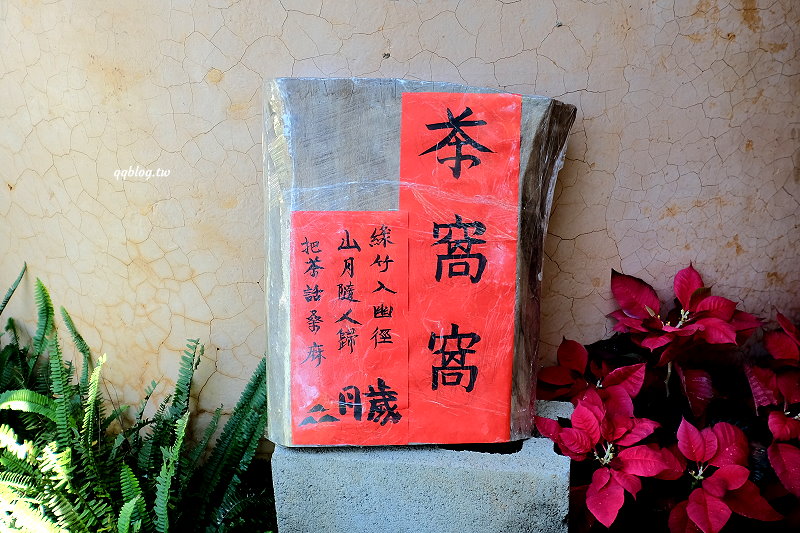 茶窩窩
綠竹入幽徑
山月隨人歸
把茶話桑麻
歲月
qqblog.tw